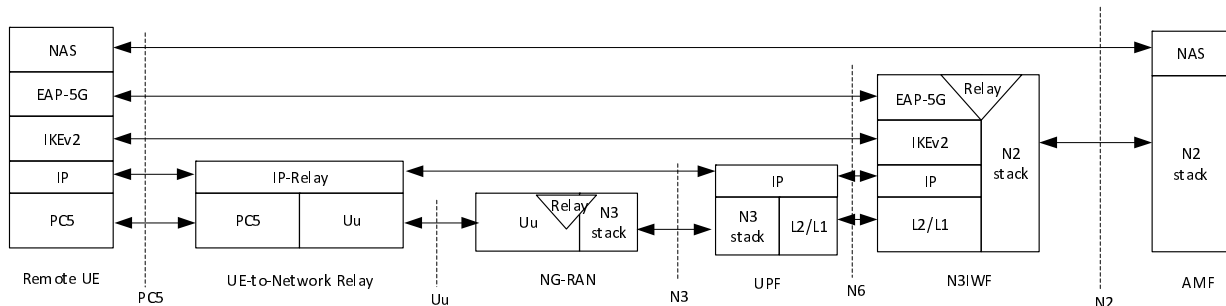 NAS
EAP-5G
IKEv2
IP
PC5
Remote UE
PC5
IP-Relay
PC5
Uu
UE-to-Network Relay
Uu
Uu
Relay
N3
stack
NG-RAN
N3
IP
N3
stack
L2/L1
UPF
N6
EAP-5G
Relay
IKEv2
IP
L2/L1
N2
stack
N3IWF
N2
NAS
N2
stack
AMF